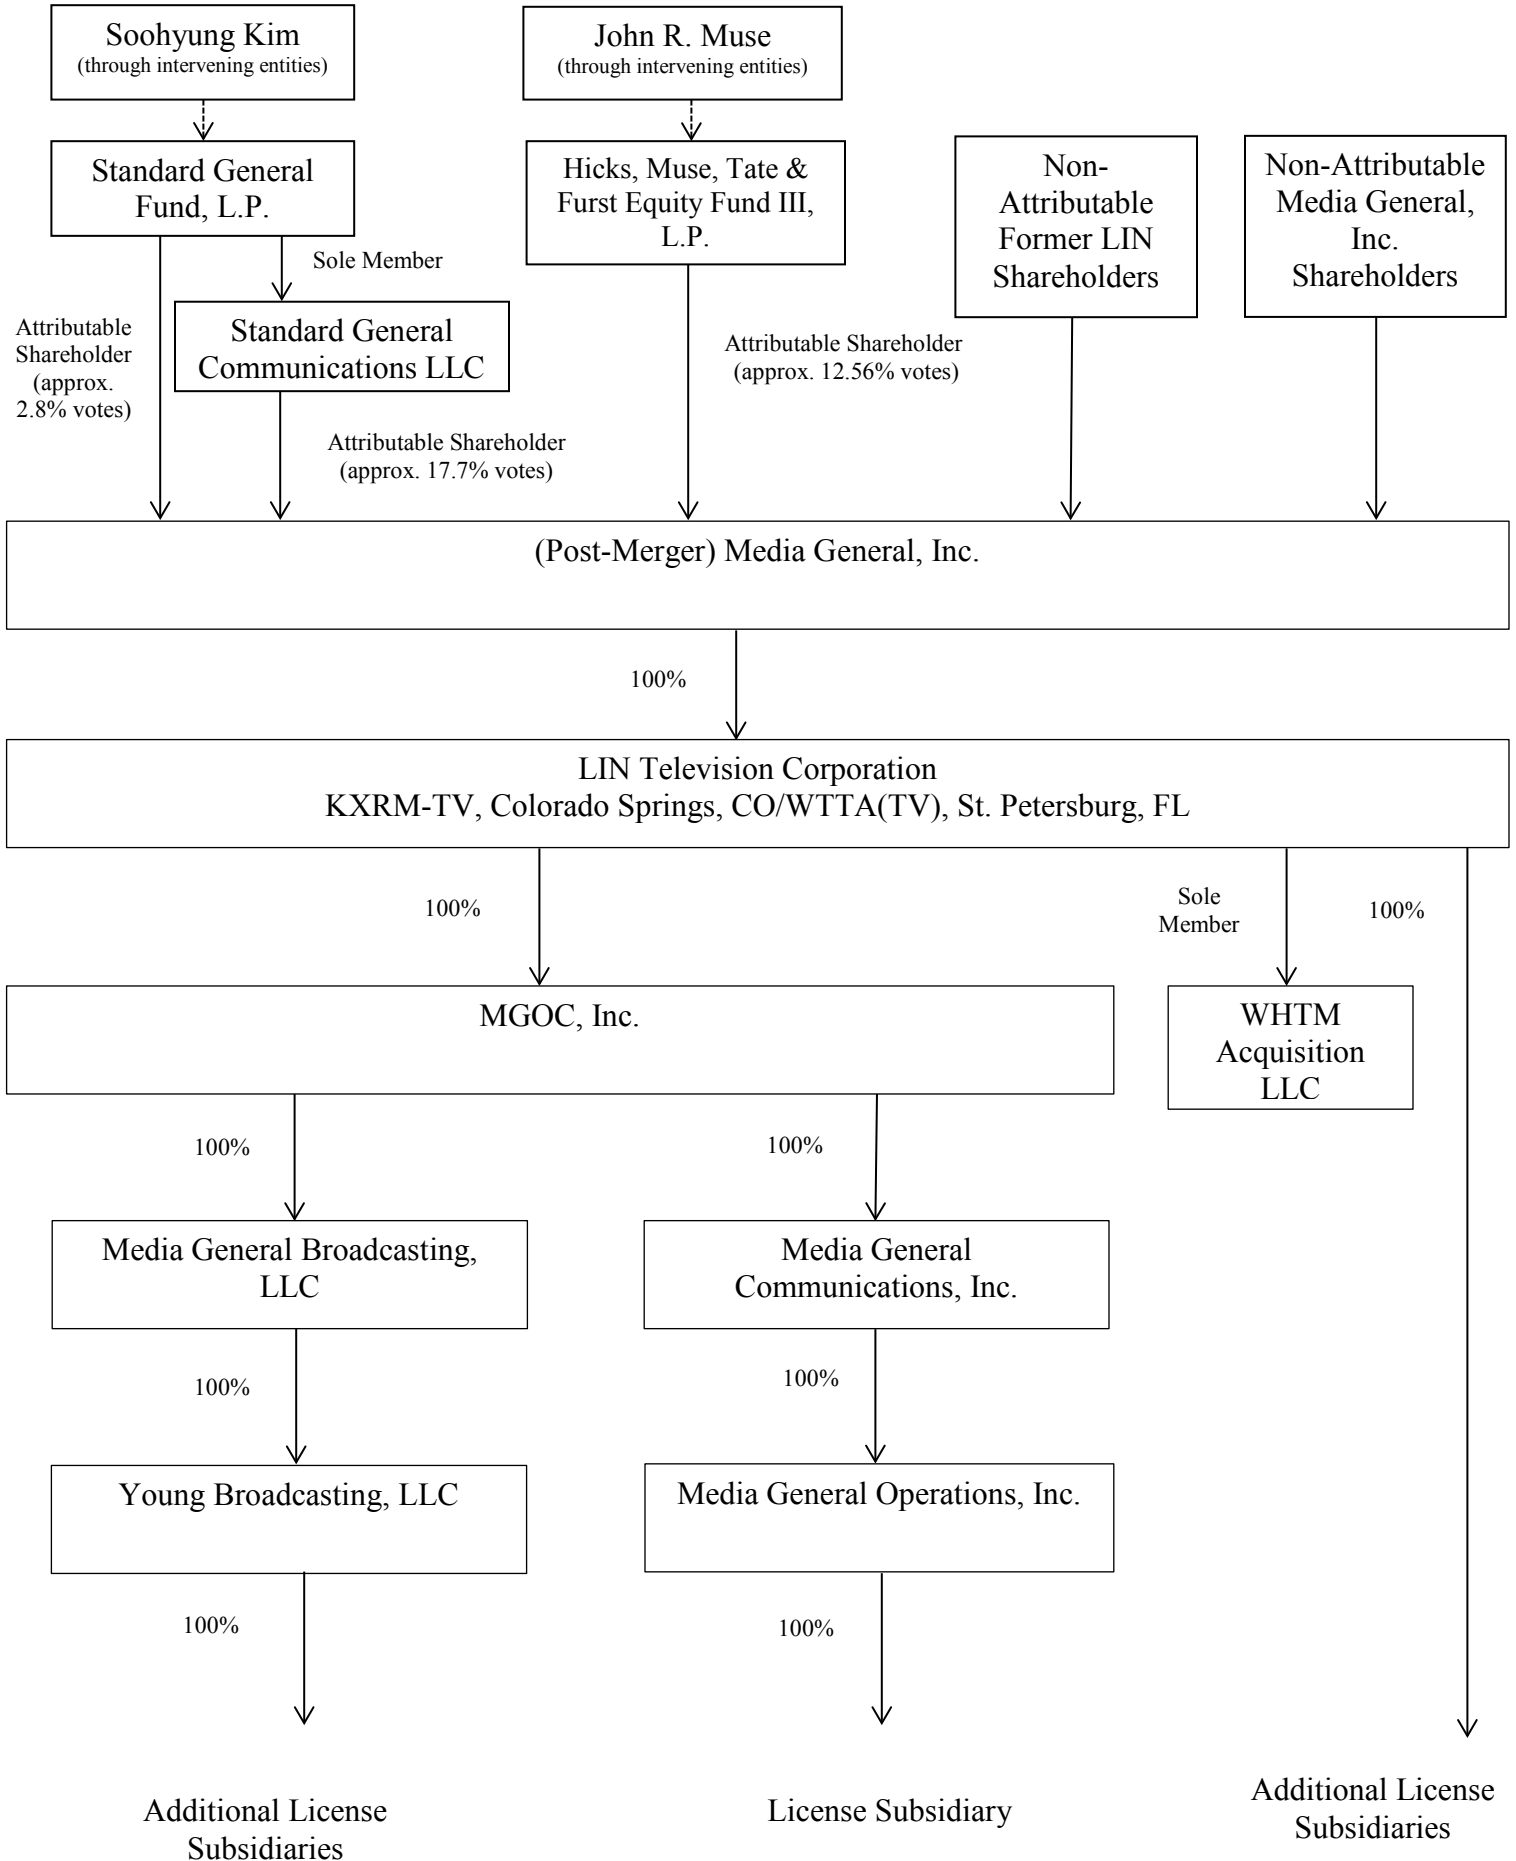 Soohyung Kim
(through intervening entities)
John R. Muse
(through intervening entities)
Standard General
Fund, L.P.
Hicks, Muse, Tate &
Furst Equity Fund III,
L.P.
Non-
Attributable
Former LIN
Shareholders
Non-Attributable
Media General,
Inc.
Shareholders
Sole Member
Attributable
Shareholder
(approx.
2.8% votes)
Standard General
Communications LLC
Attributable Shareholder
(approx. 12.56% votes)
Attributable Shareholder
(approx. 17.7% votes)
(Post-Merger) Media General, Inc.
100%
LIN Television Corporation
KXRM-TV, Colorado Springs, CO/WTTA(TV), St. Petersburg, FL
100%
Sole
Member
100%
MGOC, Inc.
WHTM
Acquisition
LLC
100%
100%
Media General Broadcasting,
LLC
Media General
Communications, Inc.
100%
100%
Young Broadcasting, LLC
Media General Operations, Inc.
100%
100%
Additional License
Subsidiaries
License Subsidiary
Additional License
Subsidiaries